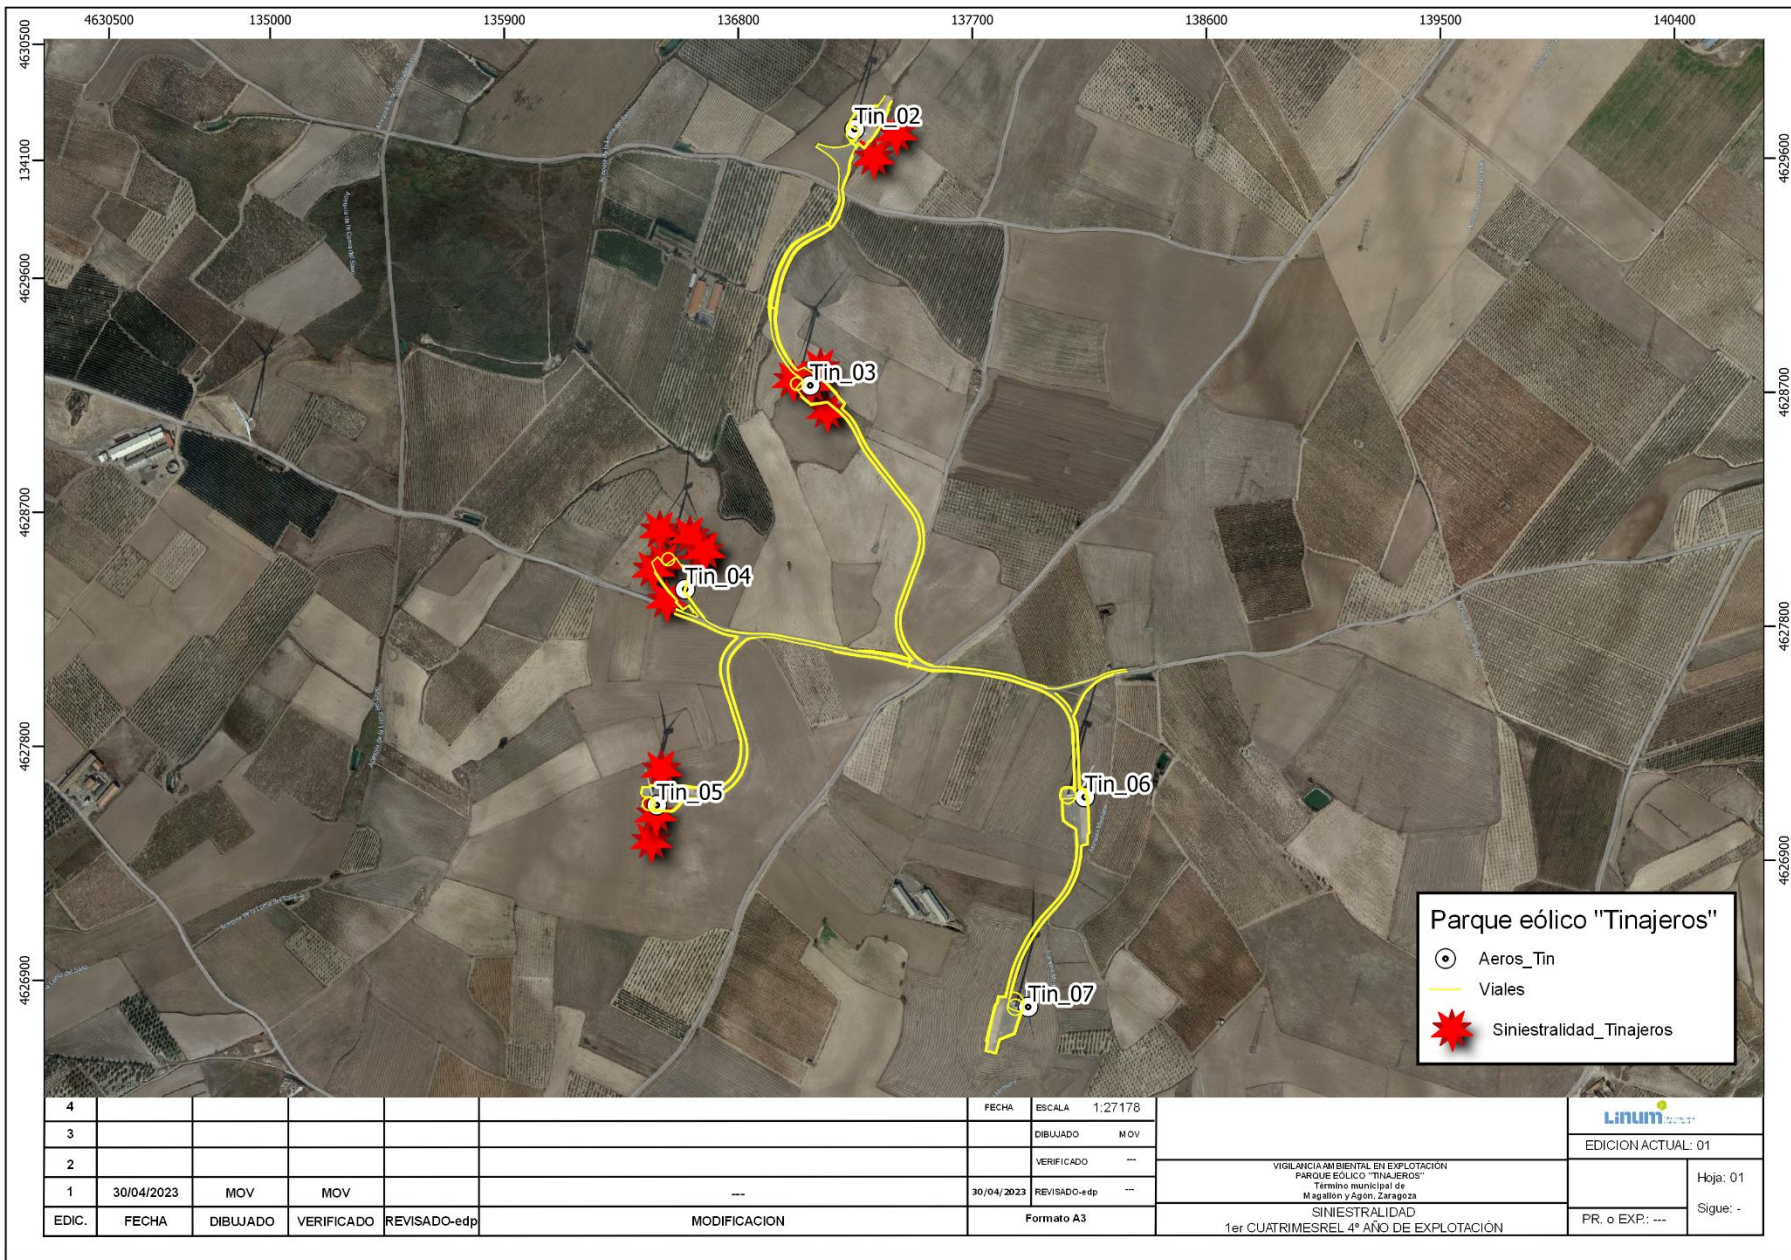 4630500 135000 135900 136800 137700 138600 139500 140400
4630500
134100
4629600
4628700
4627800
4626900
4629600
4628700
4627800
4626900
Tin_02
Tin_03
Tin_04
Tin_05
Tin_06
Tin_07
Parque eólico "Tinajeros"
Aeros_Tin
Viales
Siniestralidad_Tinajeros
4
3
2
1 30/04/2023 MOV MOV ---
EDIC. FECHA DIBUJADO VERIFICADO REVISADO-edp MODIFICACION
FECHA ESCALA 1:27178
DIBUJADO MOV
VERIFICADO ---
30/04/2023 REVISADO-edp ---
Formato A3
VIGILANCIA AMBIENTAL EN EXPLOTACIÓN
PARQUE EÓLICO "TINAJEROS"
Término municipal de
Magallón y Agón, Zaragoza
SINIESTRALIDAD
1er CUATRIMESREL 4º AÑO DE EXPLOTACIÓN
Linum
EDICION ACTUAL: 01
Hoja: 01
Sigue: -
PR. o EXP.: ---